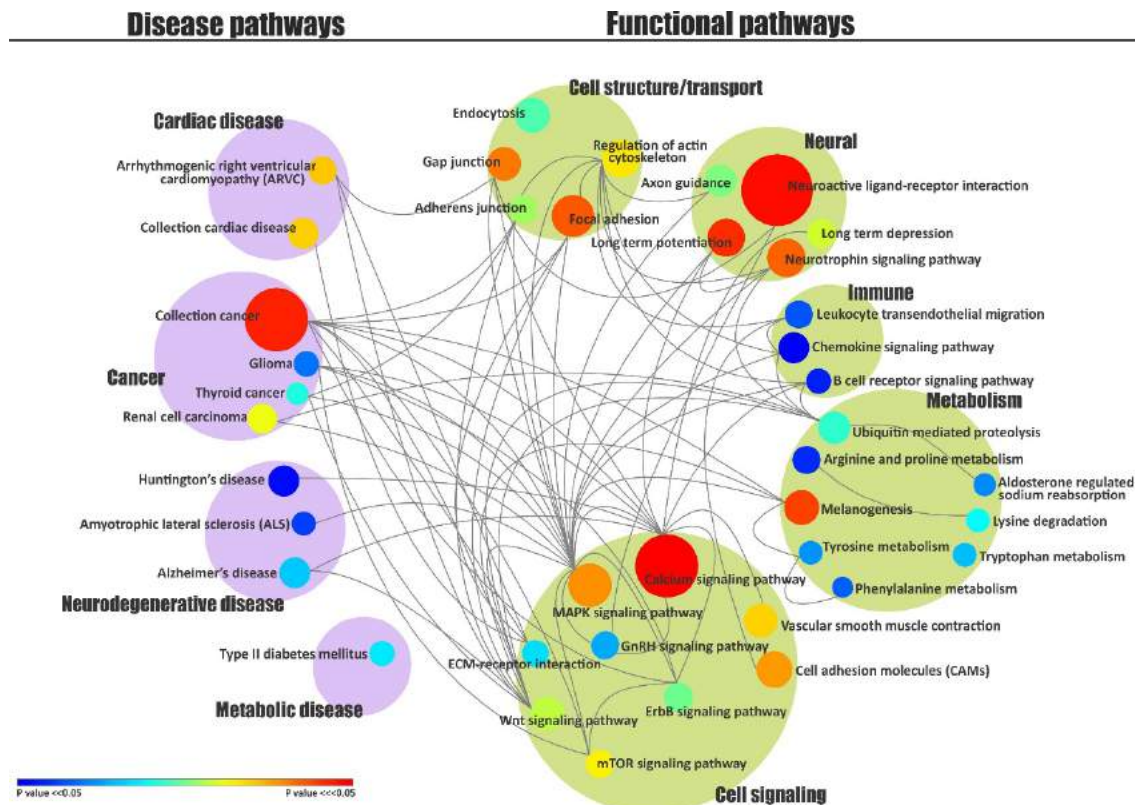 Disease pathways
Functional pathways
Cardiac disease
Arrhythmogenic right ventricular
cardiomyopathy (ARVC)
Collection cardiac disease
Collection cancer
Glioma
Thyroid cancer
Cancer
Renal cell carcinoma
Huntington's disease
Amyotrophic lateral sclerosis (ALS)
Alzheimer's disease
Neurodegenerative disease
Type II diabetes mellitus
Metabolic disease
Cell structure/transport
Endocytosis
Gap junction
Regulation of actin
cytoskeleton
Adherens junction
Focal adhesion
Neural
Axon guidance
Neuroactive ligand-receptor interaction
Long term potentiation
Long term depression
Neurotrophin signaling pathway
Immune
Leukocyte transendothelial migration
Chemokine signaling pathway
B cell receptor signaling pathway
Metabolism
Ubiquitin mediated proteolysis
Arginine and proline metabolism
Aldosterone regulated
sodium reabsorption
Melanogenesis
Lysine degradation
Tyrosine metabolism
Tryptophan metabolism
Phenylalanine metabolism
Calcium signaling pathway
MAPK signaling pathway
Vascular smooth muscle contraction
GnRH signaling pathway
ECM-receptor interaction
Cell adhesion molecules (CAMs)
ErbB signaling pathway
Wnt signaling pathway
mTOR signaling pathway
Cell signaling
P value <<0.05
P value <<<0.05